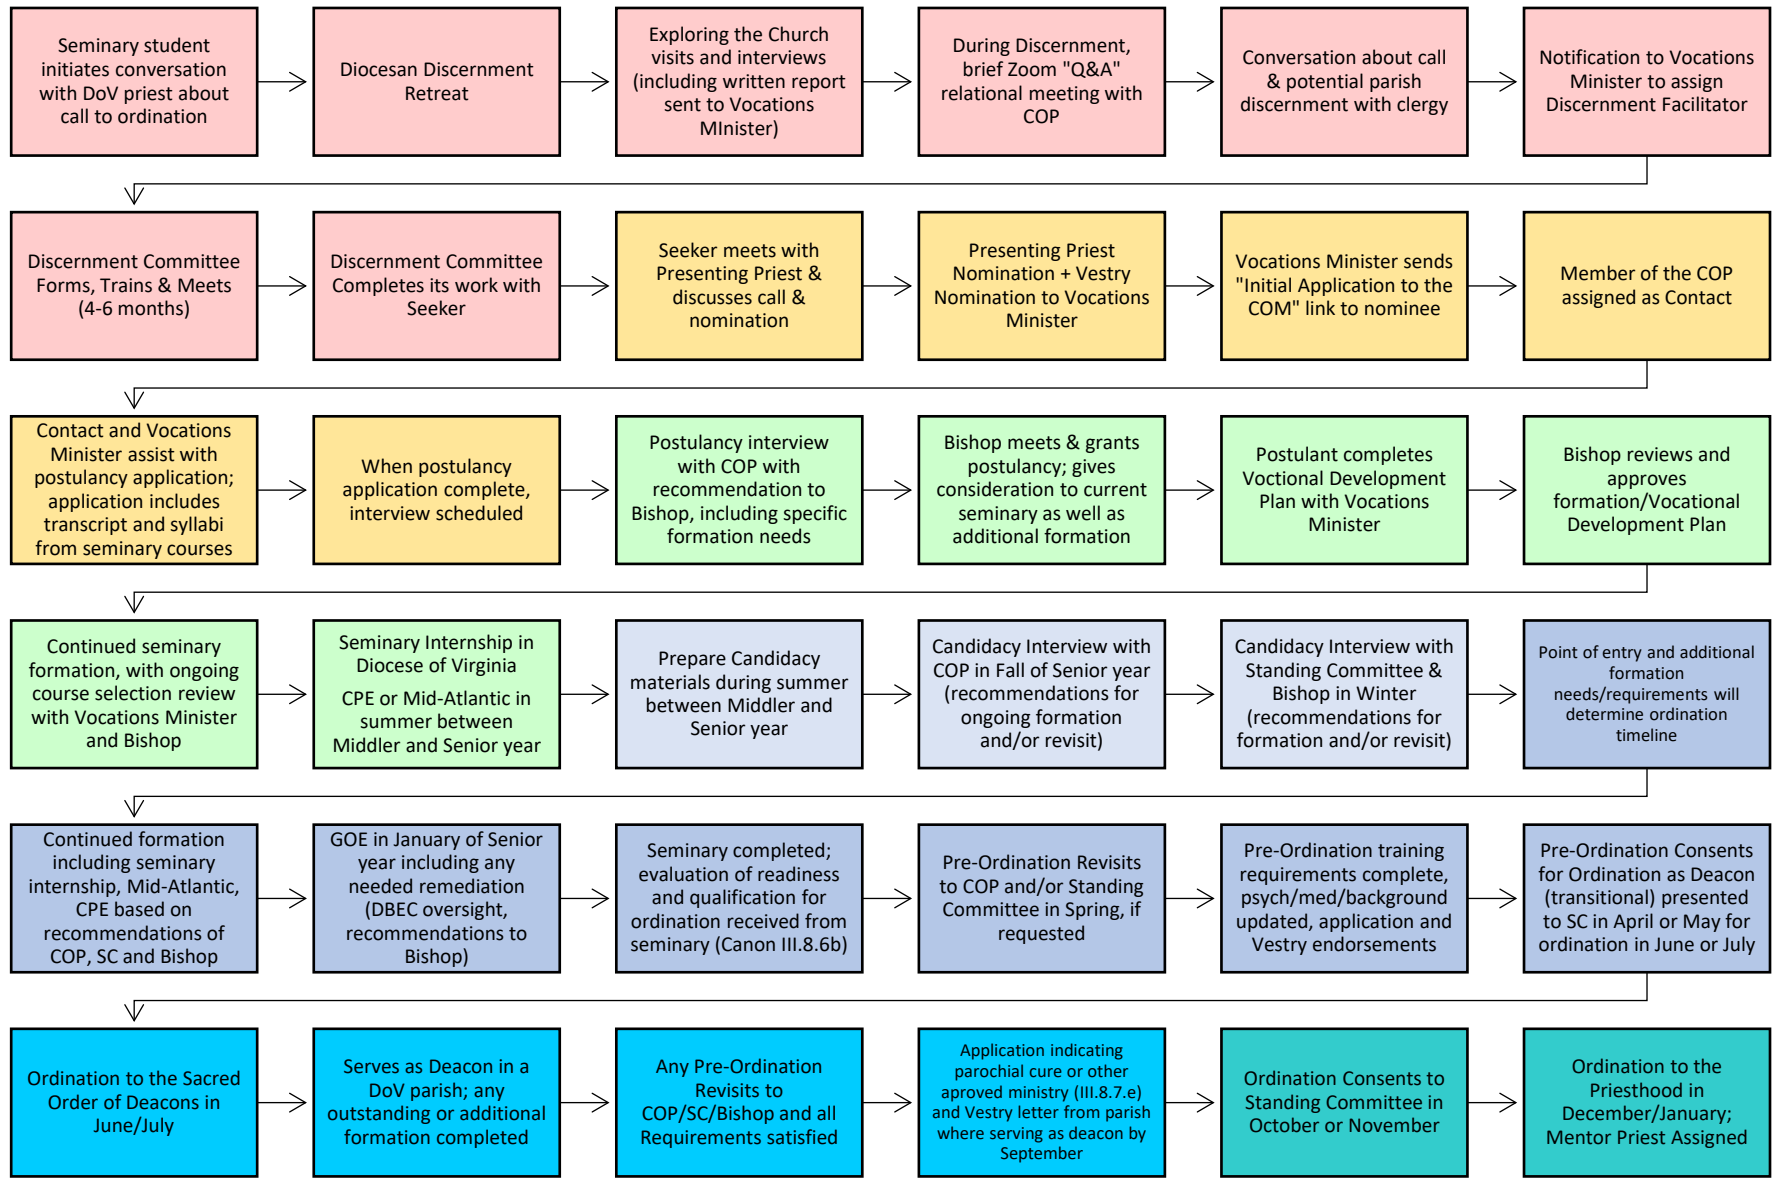 Seminary student
initiates conversation
with DoV priest about
call to ordination
Diocesan Discernment
Retreat
Exploring the Church
visits and interviews
(including written report
sent to Vocations
MInister)
During Discernment,
brief Zoom "Q&A"
relational meeting with
COP
Conversation about call
& potential parish
discernment with clergy
Notification to Vocations
Minister to assign
Discernment Facilitator
Discernment Committee
Forms, Trains & Meets
(4-6 months)
Discernment Committee
Completes its work with
Seeker
Seeker meets with
Presenting Priest &
discusses call &
nomination
Presenting Priest
Nomination + Vestry
Nomination to Vocations
Minister
Vocations Minister sends
"Initial Application to the
COM" link to nominee
Member of the COP
assigned as Contact
Contact and Vocations
Minister assist with
postulancy application;
application includes
transcript and syllabi
from seminary courses
When postulancy
application complete,
interview scheduled
Postulancy interview
with COP with
recommendation to
Bishop, including specific
formation needs
Bishop meets & grants
postulancy; gives
consideration to current
seminary as well as
additional formation
Postulant completes
Voctional Development
Plan with Vocations
Minister
Bishop reviews and
approves
formation/Vocational
Development Plan
Continued seminary
formation, with ongoing
course selection review
with Vocations Minister
and Bishop
Seminary Internship in
Diocese of Virginia
CPE or Mid-Atlantic in
summer between
Middler and Senior year
Prepare Candidacy
materials during summer
between Middler and
Senior year
Candidacy Interview with
COP in Fall of Senior year
(recommendations for
ongoing formation
and/or revisit)
Candidacy Interview with
Standing Committee &
Bishop in Winter
(recommendations for
formation and/or revisit)
Point of entry and additional
formation
needs/requirements will
determine ordination
timeline
Continued formation
including seminary
internship, Mid-Atlantic,
CPE based on
recommendations of
COP, SC and Bishop
GOE in January of Senior
year including any
needed remediation
(DBEC oversight,
recommendations to
Bishop)
Seminary completed;
evaluation of readiness
and qualification for
ordination received from
seminary (Canon III.8.6b)
Pre-Ordination Revisits
to COP and/or Standing
Committee in Spring, if
requested
Pre-Ordination training
requirements complete,
psych/med/background
updated, application and
Vestry endorsements
Pre-Ordination Consents
for Ordination as Deacon
(transitional) presented
to SC in April or May for
ordination in June or July
Ordination to the Sacred
Order of Deacons in
June/July
Serves as Deacon in a
DoV parish; any
outstanding or additional
formation completed
Any Pre-Ordination
Revisits to
COP/SC/Bishop and all
Requirements satisfied
Application indicating
parochial cure or other
aproved ministry (III.8.7.e)
and Vestry letter from parish
where serving as deacon by
September
Ordination Consents to
Standing Committee in
October or November
Ordination to the
Priesthood in
December/January;
Mentor Priest Assigned